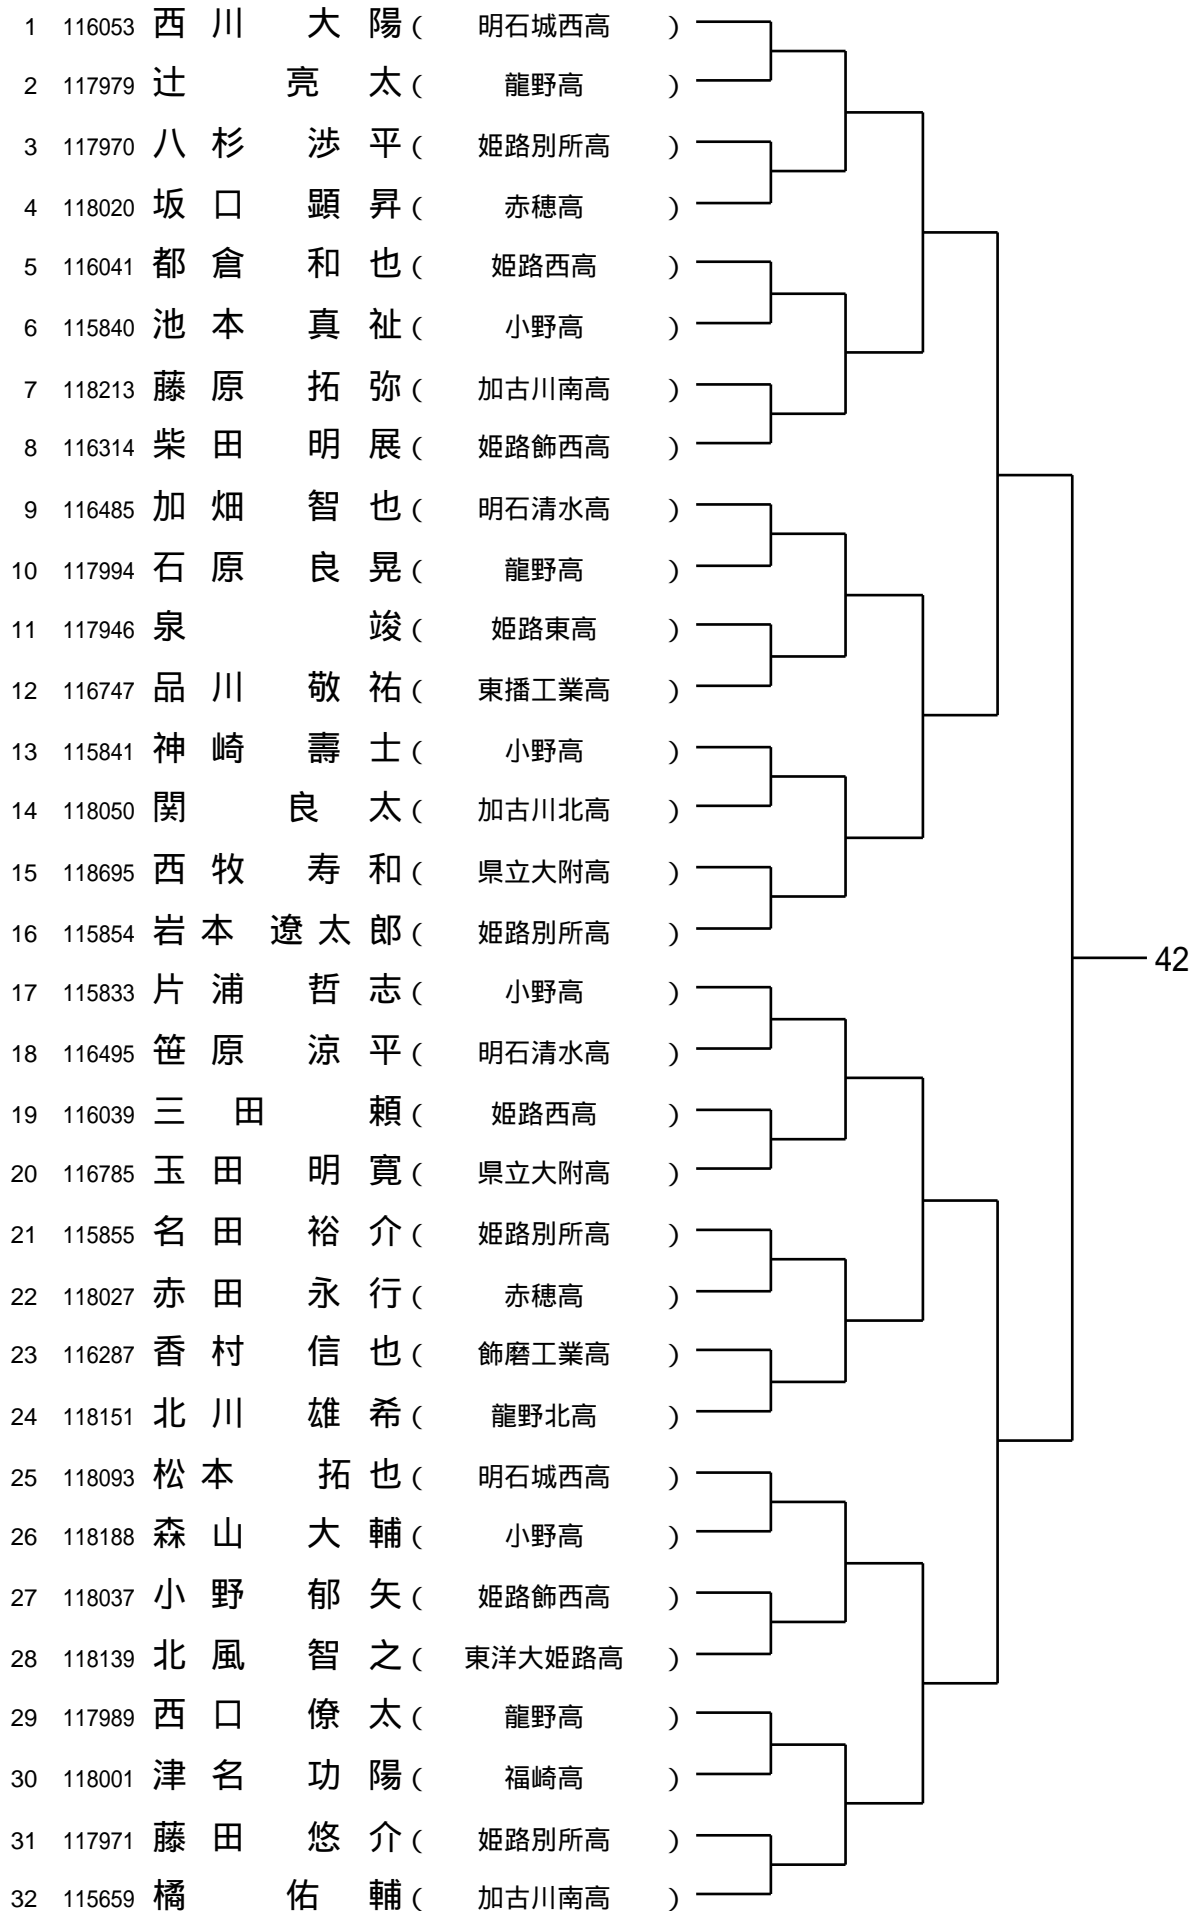 1 116053 西川 大陽 ( 明石城西高 )
2 117979 辻 亮太 ( 龍野高 )
3 117970 八杉 渉平 ( 姫路別所高 )
4 118020 坂口 顕昇 ( 赤穂高 )
5 116041 都倉 和也 ( 姫路西高 )
6 115840 池本 真祉 ( 小野高 )
7 118213 藤原 拓弥 ( 加古川南高 )
8 116314 柴田 明展 ( 姫路飾西高 )
9 116485 加畑 智也 ( 明石清水高 )
10 117994 石原 良晃 ( 龍野高 )
11 117946 泉 竣 ( 姫路東高 )
12 116747 品川 敬祐 ( 東播工業高 )
13 115841 神崎 壽士 ( 小野高 )
14 118050 関 良太 ( 加古川北高 )
15 118695 西牧 寿和 ( 県立大附高 )
16 115854 岩本 遼太郎 ( 姫路別所高 )
42
17 115833 片浦 哲志 ( 小野高 )
18 116495 笹原 涼平 ( 明石清水高 )
19 116039 三田 頼 ( 姫路西高 )
20 116785 玉田 明寛 ( 県立大附高 )
21 115855 名田 裕介 ( 姫路別所高 )
22 118027 赤田 永行 ( 赤穂高 )
23 116287 香村 信也 ( 飾磨工業高 )
24 118151 北川 雄希 ( 龍野北高 )
25 118093 松本 拓也 ( 明石城西高 )
26 118188 森山 大輔 ( 小野高 )
27 118037 小野 郁矢 ( 姫路飾西高 )
28 118139 北風 智之 ( 東洋大姫路高 )
29 117989 西口 僚太 ( 龍野高 )
30 118001 津名 功陽 ( 福崎高 )
31 117971 藤田 悠介 ( 姫路別所高 )
32 115659 橘 佑輔 ( 加古川南高 )